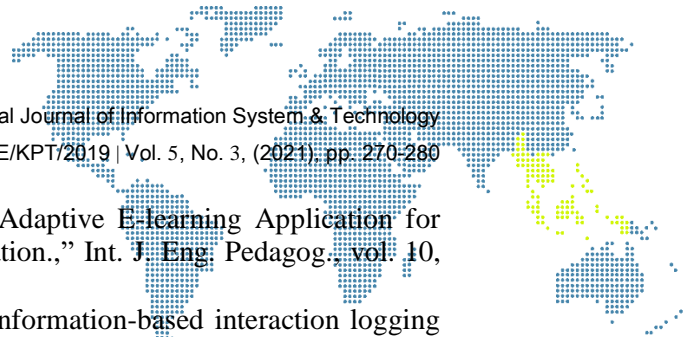 al Journal of Information System & Technology
E/KPT/2019 | Vol. 5, No. 3, (2021), pp. 270-280
Adaptive E-learning Application for
ation.,” Int. J. Eng. Pedagog., vol. 10,
nformation-based interaction logging